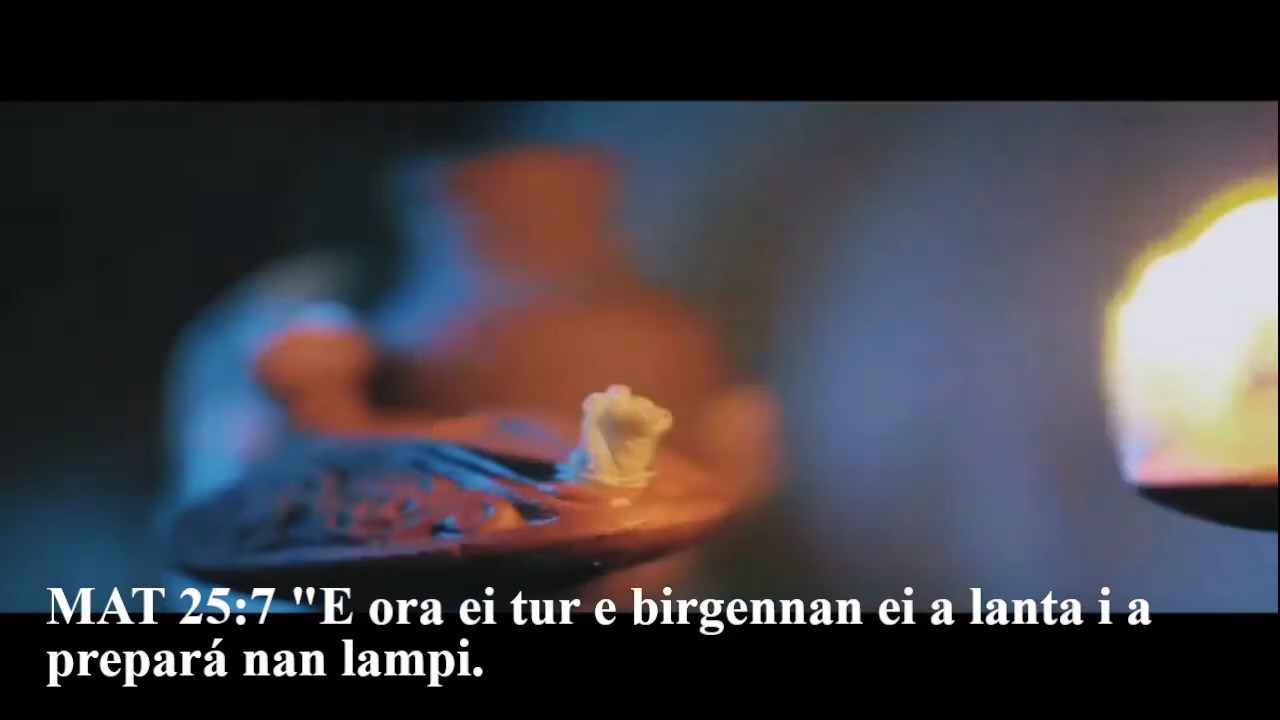 MAT 25:7 "E ora ei tur e birgennan ei a lanta i a
prepará nan lampi.